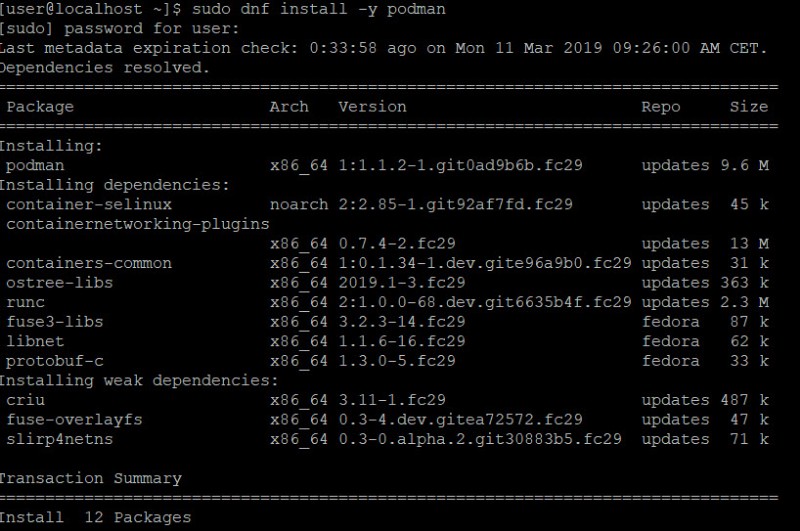 [user@localhost ~]$ sudo dnf install -y podman
[sudo] password for user:
Last metadata expiration check: 0:33:58 ago on Mon 11 Mar 2019 09:26:00 AM CET.
Dependencies resolved.
================================================================================
 Package                    Arch   Version                        Repo     Size
================================================================================
Installing:
 podman                     x86_64 1:1.1.2-1.git0ad9b6b.fc29      updates 9.6 M
Installing dependencies:
 container-selinux          noarch 2:2.85-1.git92af7fd.fc29       updates  45 k
 containernetworking-plugins
                            x86_64 0.7.4-2.fc29                   updates  13 M
 containers-common          x86_64 1:0.1.34-1.dev.gite96a9b0.fc29 updates  31 k
 ostree-libs                x86_64 2019.1-3.fc29                  updates 363 k
 runc                       x86_64 2:1.0.0-68.dev.git6635b4f.fc29 updates 2.3 M
 fuse3-libs                 x86_64 3.2.3-14.fc29                  fedora   87 k
 libnet                     x86_64 1.1.6-16.fc29                  fedora   62 k
 protobuf-c                 x86_64 1.3.0-5.fc29                   fedora   33 k
Installing weak dependencies:
 criu                       x86_64 3.11-1.fc29                    updates 487 k
 fuse-overlayfs             x86_64 0.3-4.dev.gitea72572.fc29      updates  47 k
 slirp4netns                x86_64 0.3-0.alpha.2.git30883b5.fc29  updates  71 k
Transaction Summary
================================================================================
Install  12 Packages